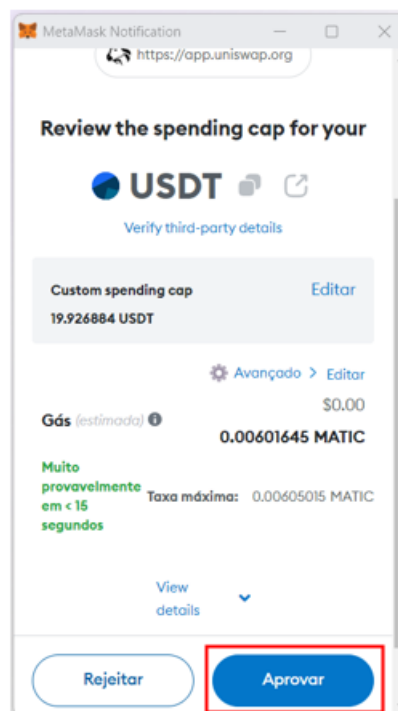 MetaMask Notification
https://app.uniswap.org
Review the spending cap for your
USDT
Verify third-party details
Custom spending cap Editar
19.926884 USDT
Avançado > Editar
$0.00
Gás (estimada)
0.00601645 MATIC
Muito
provavelmente
em < 15
segundos
Taxa máxima: 0.00605015 MATIC
View
details
Rejeitar Aprovar